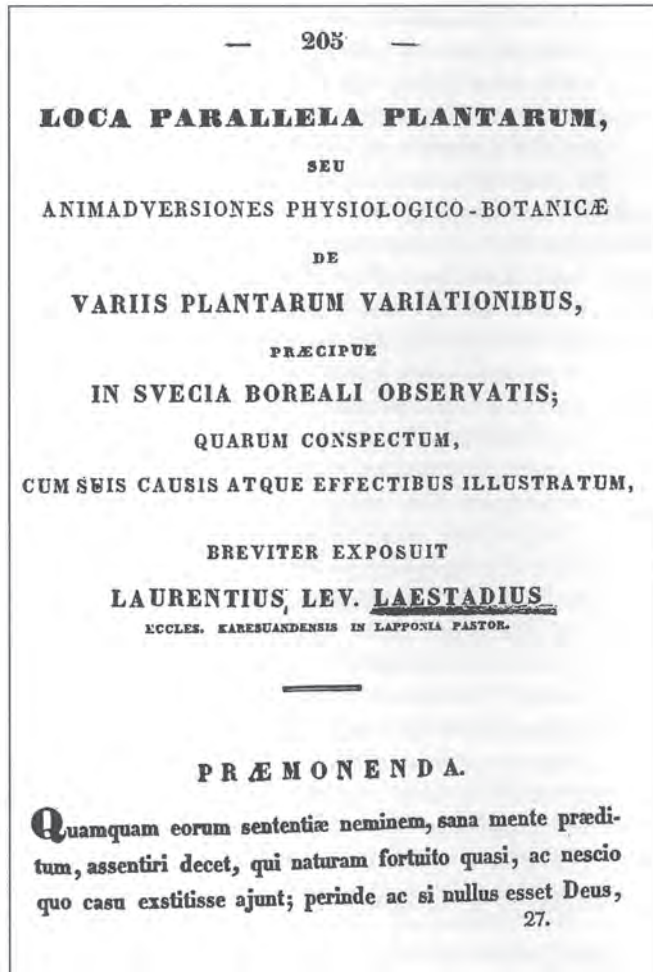 — 205 —
LOCA PARALLELA PLANTARUM,
SEU
ANIMADVERSIONES PHYSIOLOGICO-BOTANICÆ
DE
VARIIS PLANTARUM VARIATIONIBUS,
PRÆCIPUE
IN SVECIA BOREALI OBSERVATIS;
QUARUM CONSPECTUM,
CUM SUIS CAUSIS ATQUE EFFECTIBUS ILLUSTRATUM,
BREVITER EXPOSUIT
LAURENTIUS, LEV. LAESTADIUS
ECCLES. KARESUANDENSIS IN LAPPONIA PASTOR.
PRÆMONENDA.
Quamquam eorum sententiæ neminem, sana mente prædi-
tum, assentiri decet, qui naturam fortuito quasi, ac nescio
quo casu exstitisse ajunt; perinde ac si nullus esset Deus,
27.